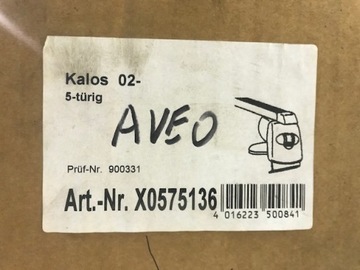 Kalos 02-
5-türig
AVEO
Prüf-Nr. 900331
Art.-Nr. X0575136
4 016223 500841